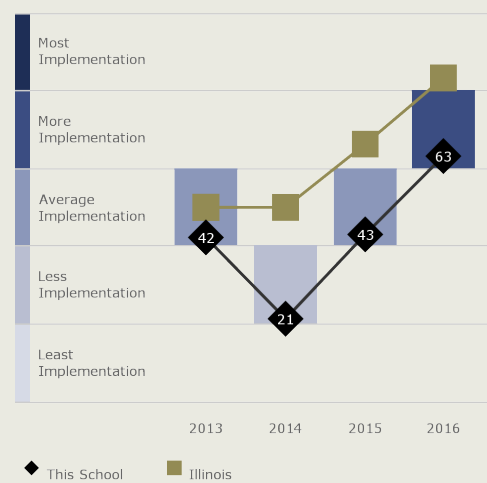 Most
Implementation
More
Implementation
Average
Implementation
Less
Implementation
Least
Implementation
42
21
43
63
2013 2014 2015 2016
This School Illinois